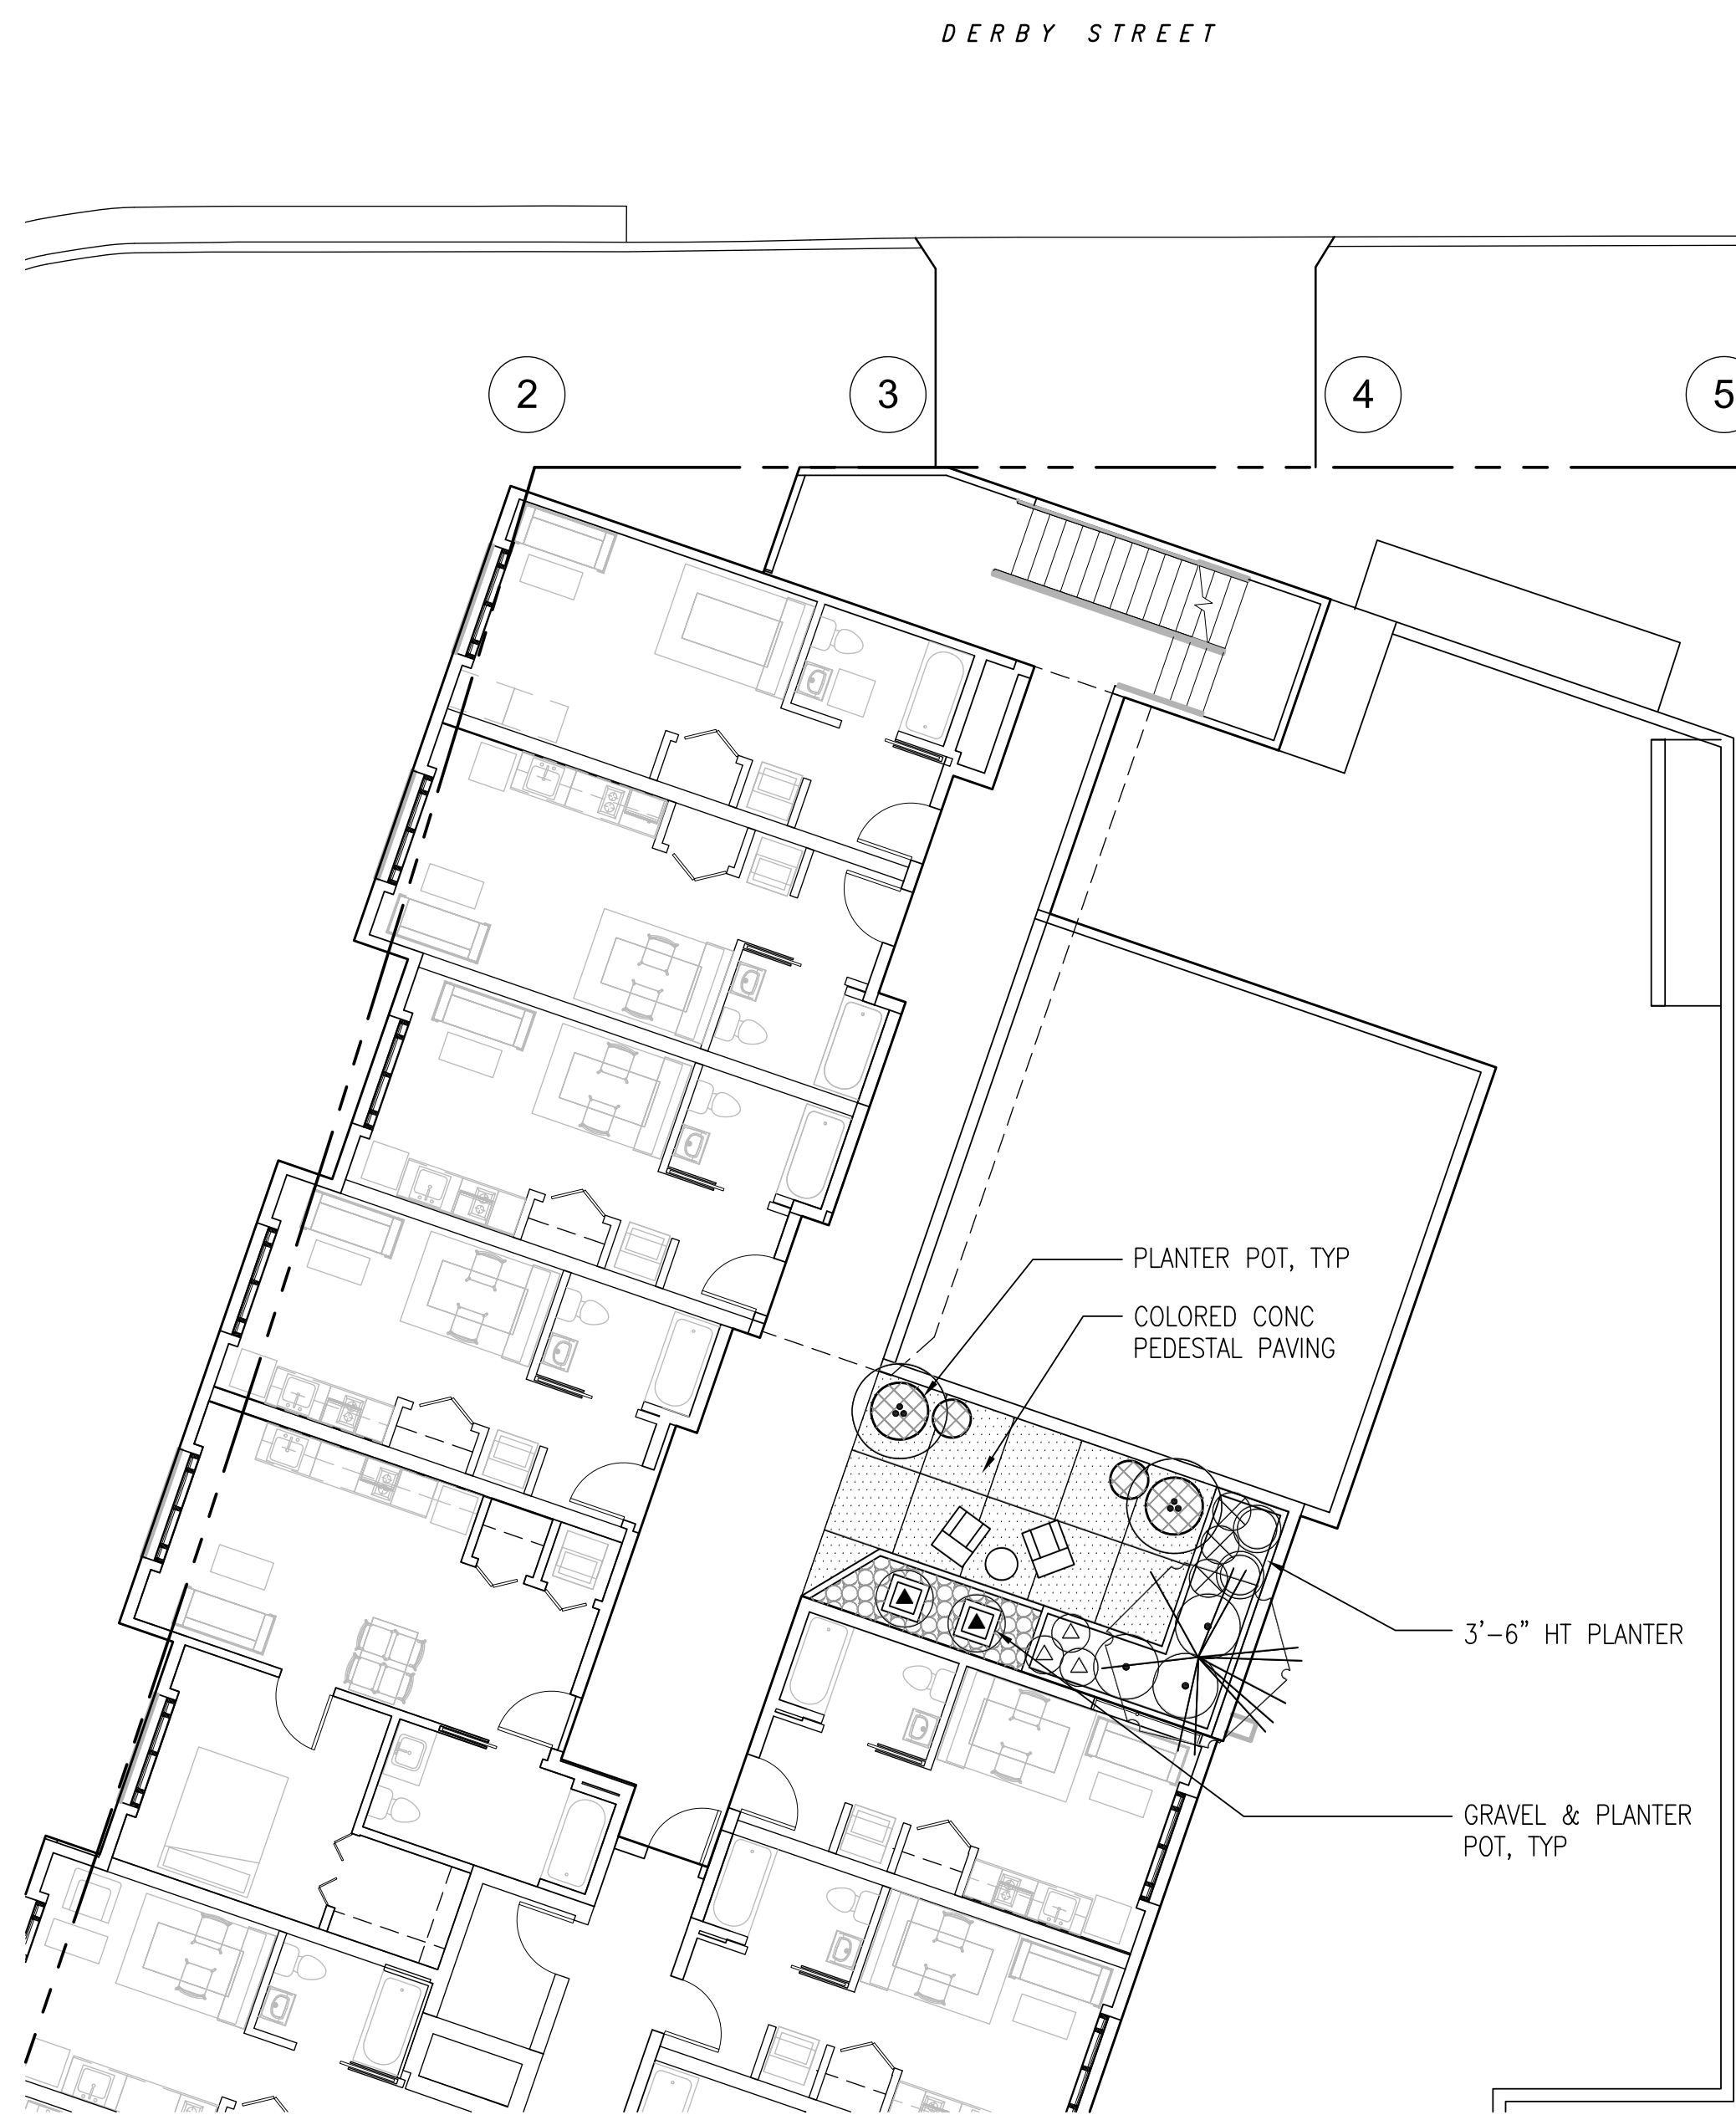 DERBY STREET
2
3
4
5
PLANTER POT, TYP
COLORED CONC
PEDESTAL PAVING
3'-6" HT PLANTER
GRAVEL & PLANTER
POT, TYP